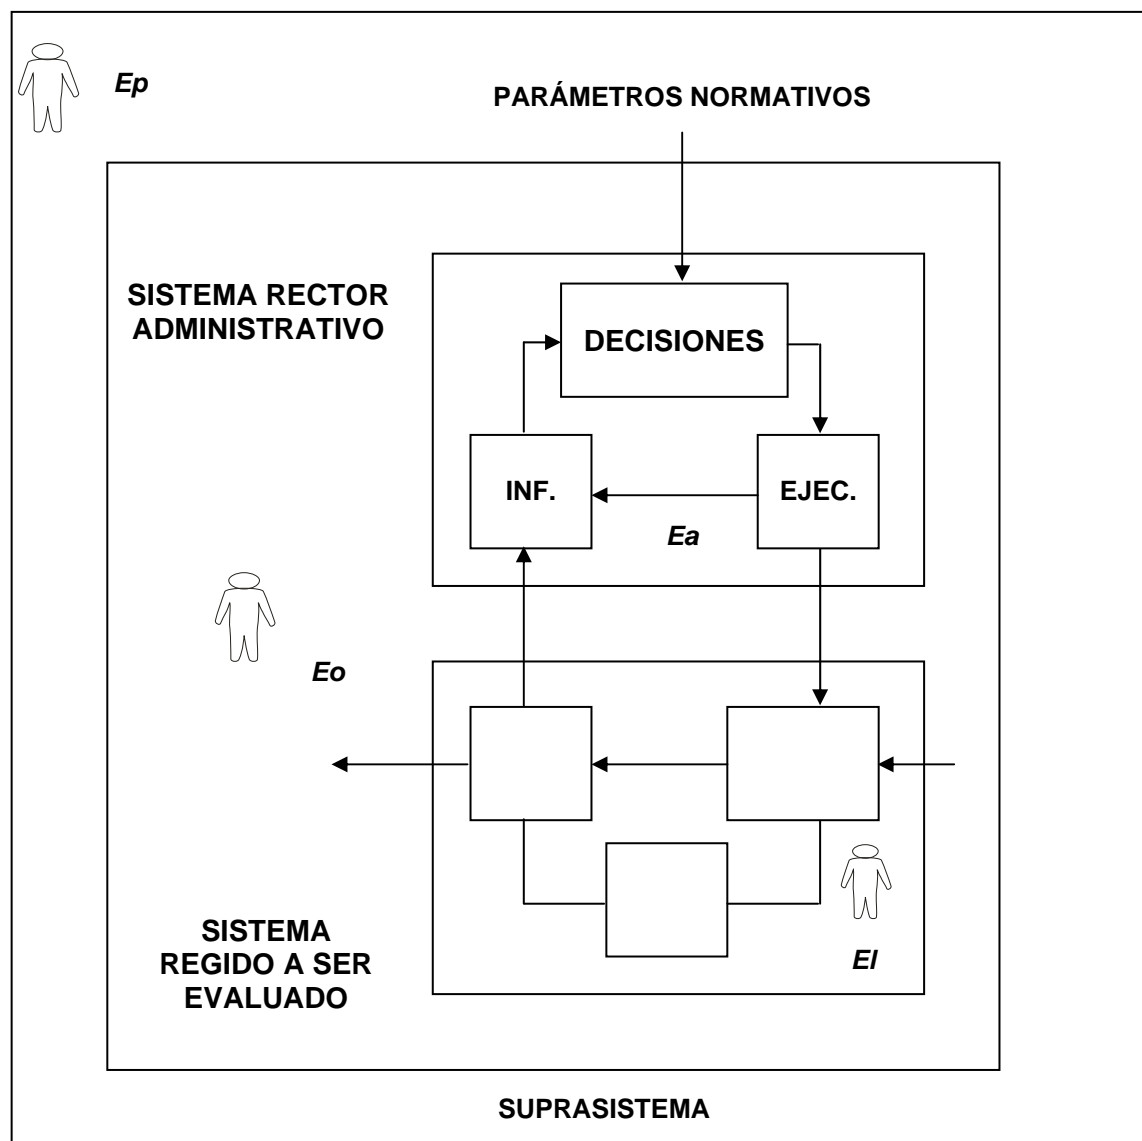 Ep
PARÁMETROS NORMATIVOS
SISTEMA RECTOR
ADMINISTRATIVO
DECISIONES
INF.
EJEC.
Ea
Eo
SISTEMA
REGIDO A SER
EVALUADO
El
SUPRASISTEMA